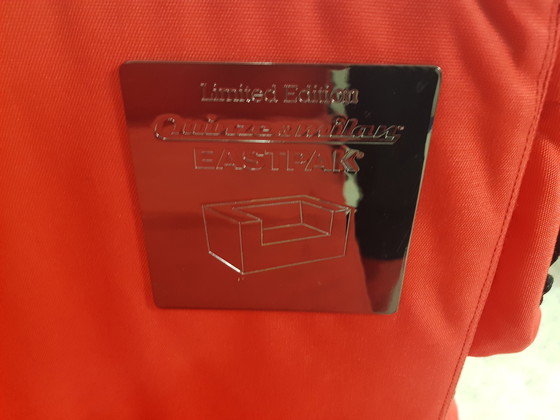 Limited Edition
Quinze & Milan
EASTPAK®